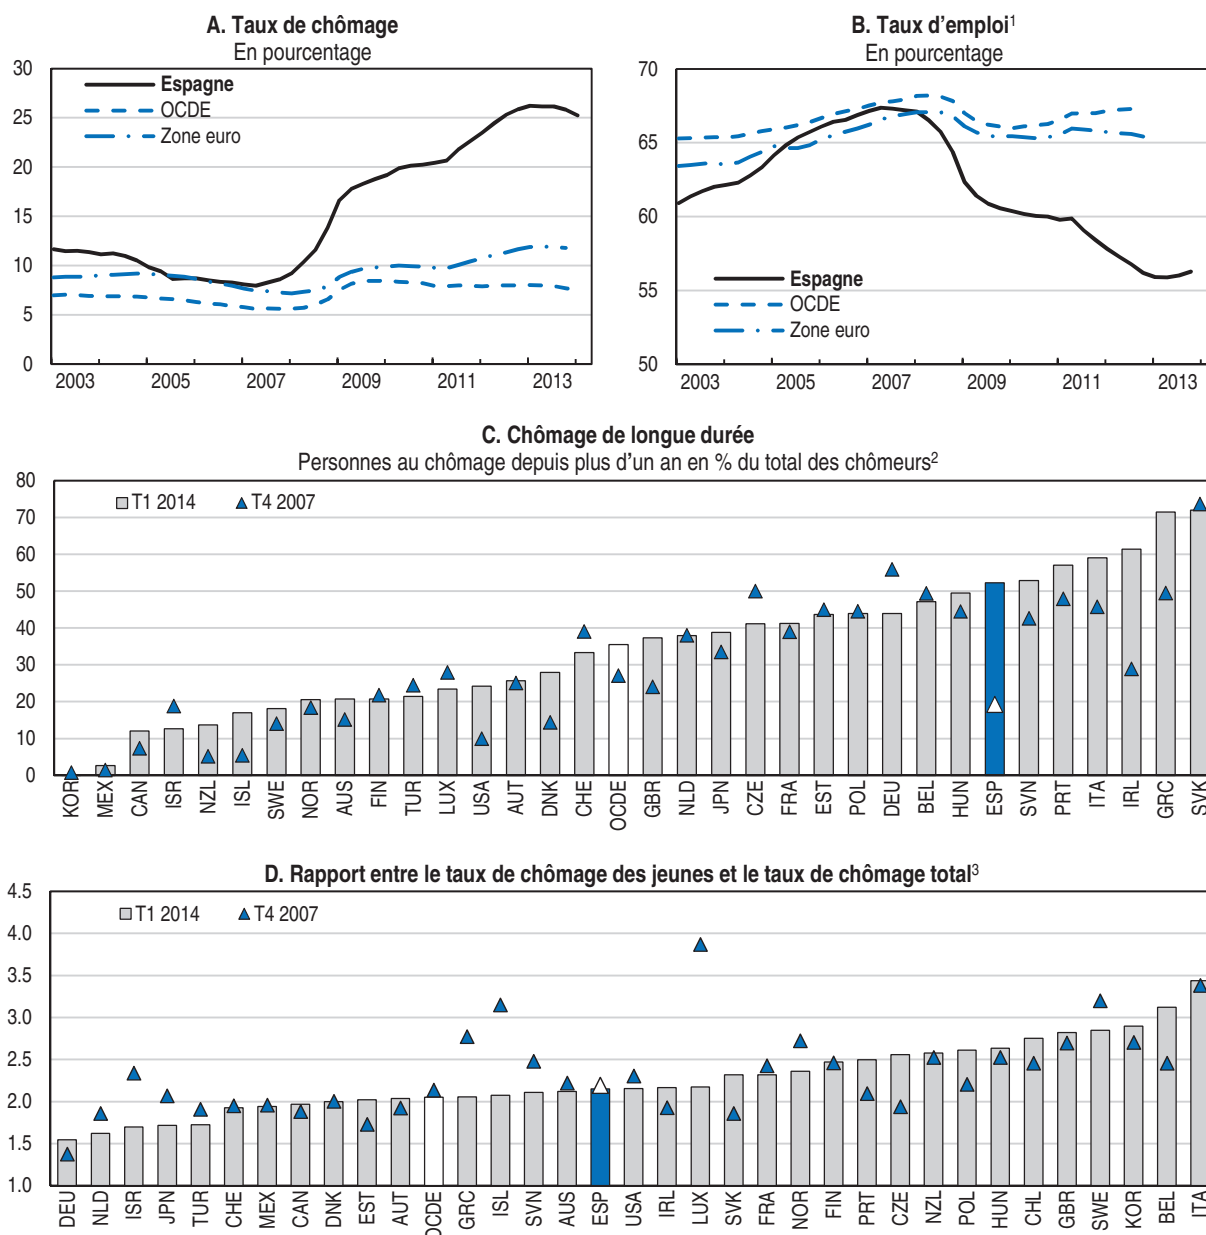 A. Taux de chômage
En pourcentage
30
25
20
15
10
5
0
Espagne
OCDE
Zone euro
2003 2005 2007 2009 2011 2013
B. Taux d'emploi¹
En pourcentage
70
65
60
55
50
Espagne
OCDE
Zone euro
2003 2005 2007 2009 2011 2013
C. Chômage de longue durée
Personnes au chômage depuis plus d'un an en % du total des chômeurs²
80
70
60
50
40
30
20
10
0
T1 2014 T4 2007
KOR MEX CAN ISR NZL ISL SWE NOR AUS FIN TUR LUX USA AUT DNK CHE OCDE GBR NLD JPN CZE FRA EST POL DEU BEL HUN ESP SVN PRT ITA IRL GRC SVK
D. Rapport entre le taux de chômage des jeunes et le taux de chômage total³
4.5
4.0
3.5
3.0
2.5
2.0
1.5
1.0
T1 2014 T4 2007
DEU NLD ISR JPN TUR CHE MEX CAN DNK EST AUT OCDE GRC ISL SVN AUS ESP USA IRL LUX SVK FRA NOR FIN PRT CZE NZL POL HUN CHL GBR SWE KOR BEL ITA